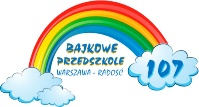 BAJKOWE
PRZEDSZKOLE
WARSZAWA - RADOŚĆ
107